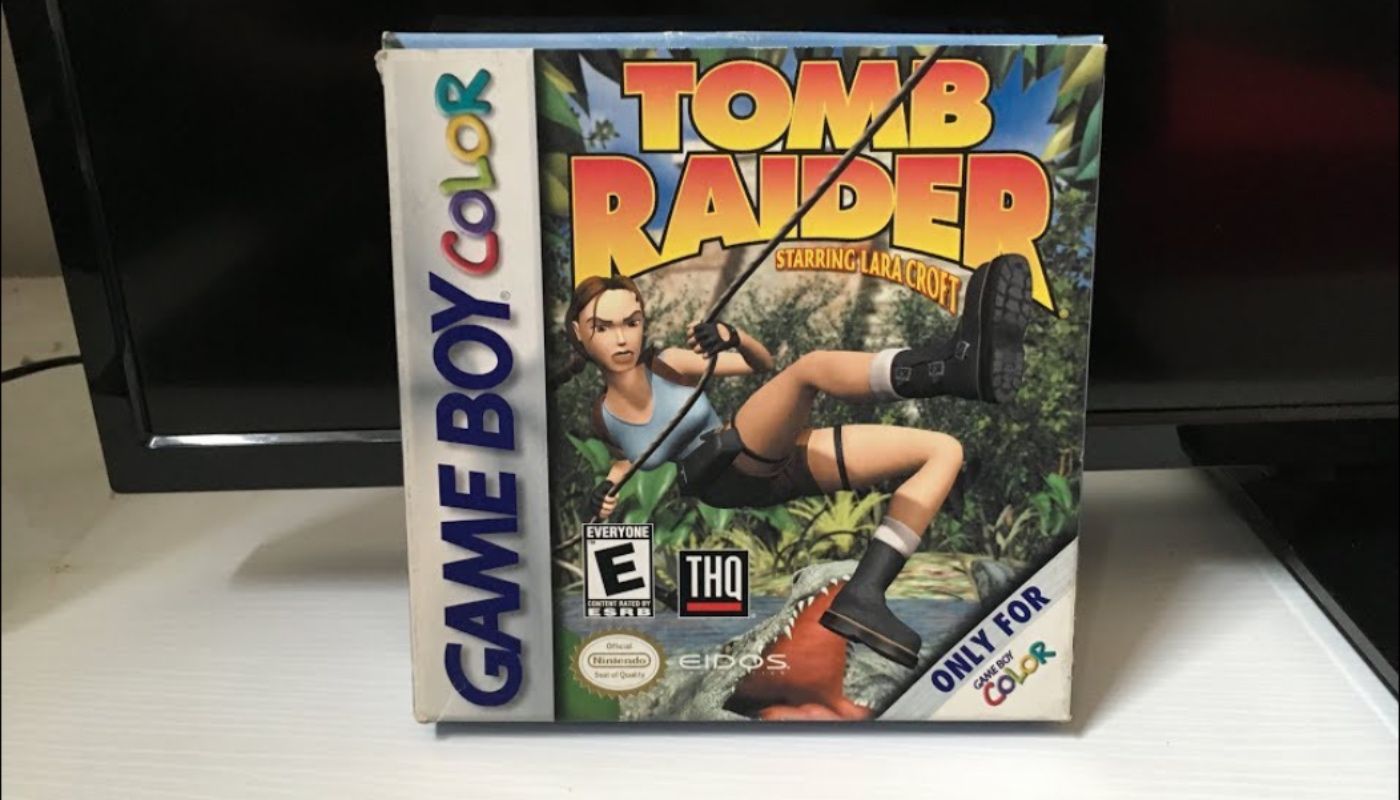 GAME BOY COLOR
TOMB
RAIDER
STARRING LARA CROFT
EVERYONE
E
CONTENT RATED BY
ESRB
THQ
Official
Nintendo
Seal of Quality
EIDOS
ONLY FOR
GAME BOY
COLOR